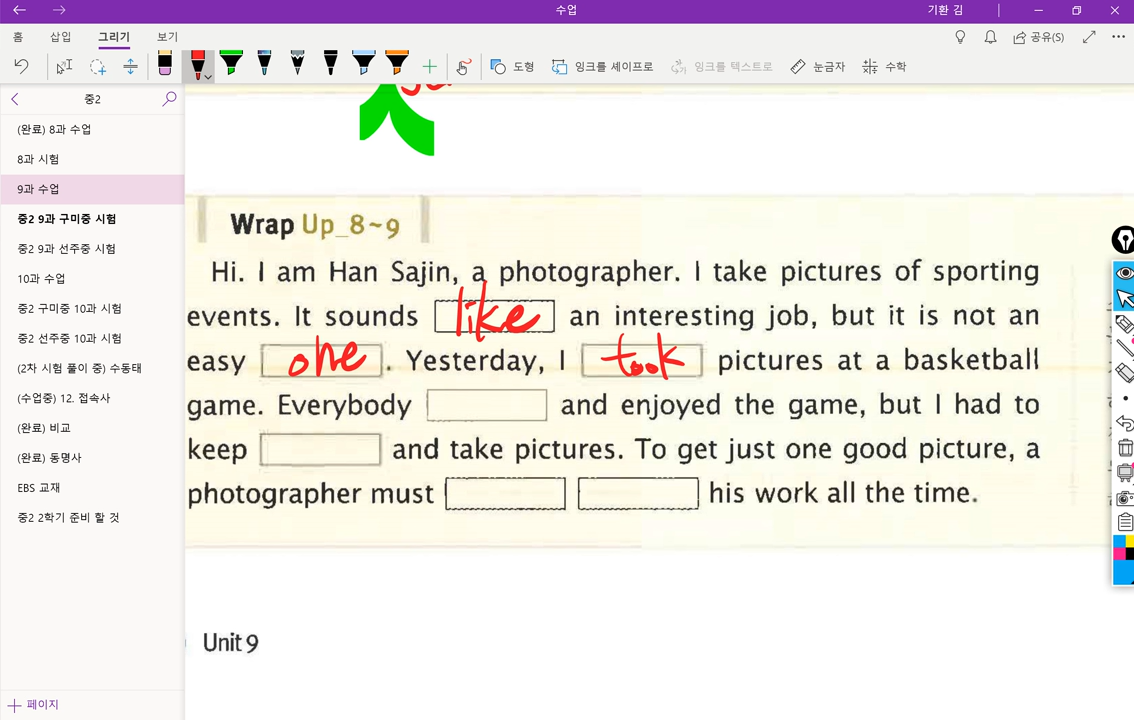 수업
기환 김
홈 삽입 그리기 보기
공유(S)
도형 잉크를 셰이프로 잉크를 텍스트로 눈금자 수학
중2
(완료) 8과 수업
8과 시험
9과 수업
중2 9과 구미중 시험
중2 9과 선주중 시험
10과 수업
중2 구미중 10과 시험
중2 선주중 10과 시험
(2차 시험 풀이 중) 수동태
(수업중) 12. 접속사
(완료) 비교
(완료) 동명사
EBS 교재
중2 2학기 준비 할 것
페이지
Wrap Up_8~9
Hi. I am Han Sajin, a photographer. I take pictures of sporting
events. It sounds like an interesting job, but it is not an
easy one. Yesterday, I took pictures at a basketball
game. Everybody and enjoyed the game, but I had to
keep and take pictures. To get just one good picture, a
photographer must his work all the time.
Unit 9